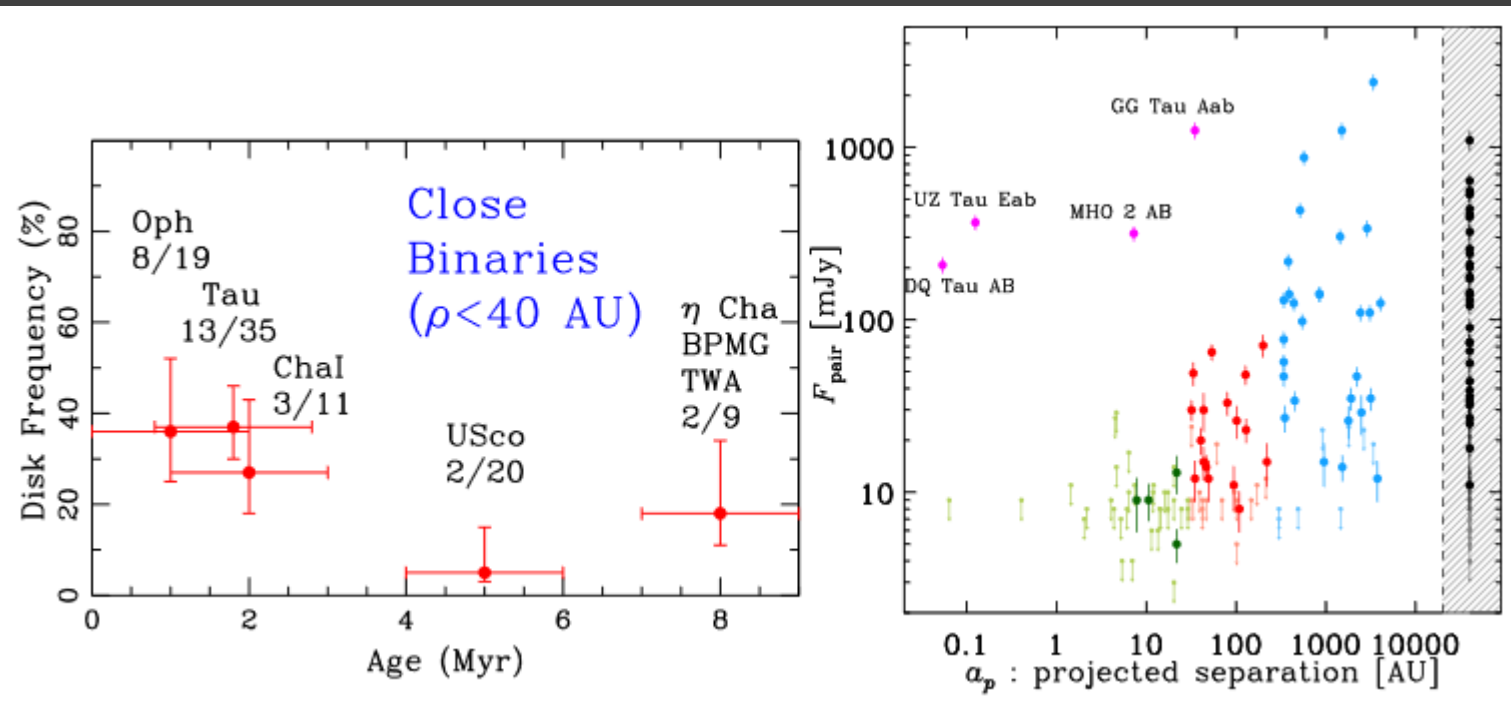 Disk Frequency (%)
80
60
40
20
0
Oph
8/19
Tau
13/35
ChaI
3/11
Close
Binaries
(ρ<40 AU)
USco
2/20
η Cha
BPMG
TWA
2/9
0 2 4 6 8
Age (Myr)
F_pair [mJy]
1000
100
10
GG Tau Aab
UZ Tau Eab
MHO 2 AB
DQ Tau AB
0.1 1 10 100 1000 10000
a_p : projected separation [AU]